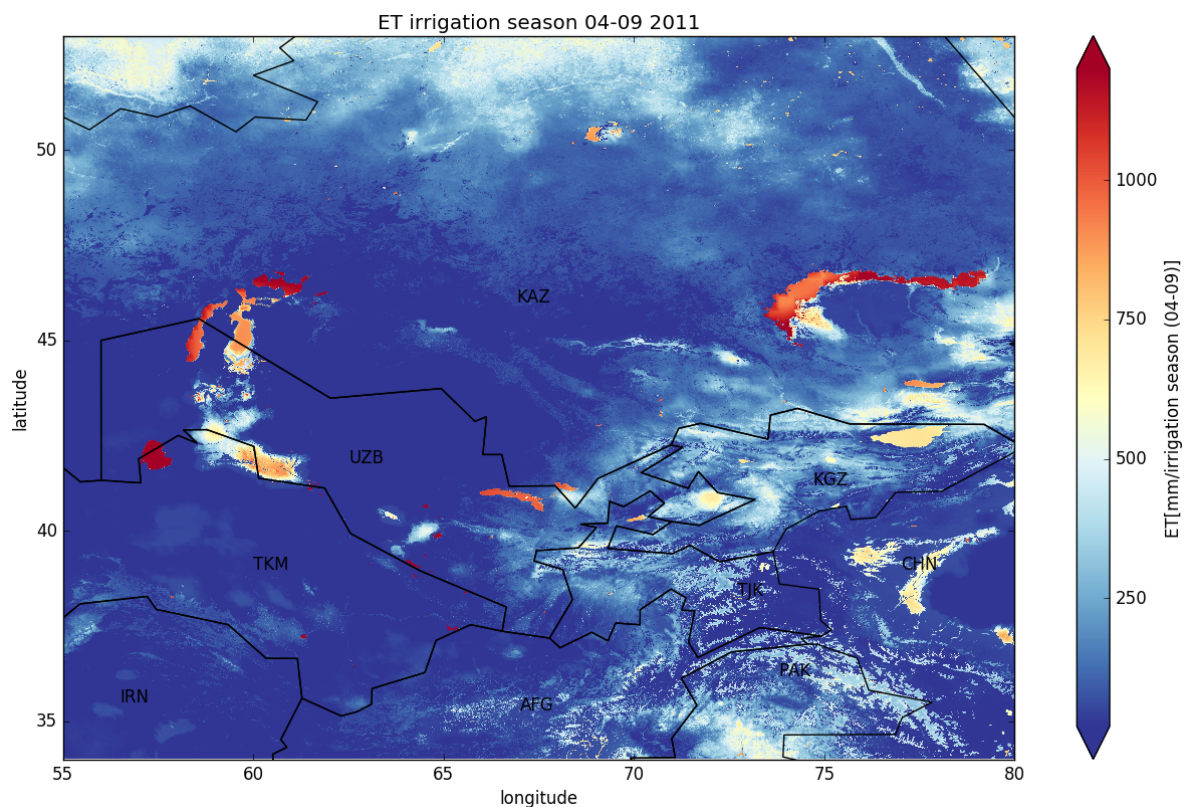 ET irrigation season 04-09 2011
50
45
40
35
latitude
55
60
65
70
75
80
longitude
KAZ
UZB
KGZ
TKM
TJK
CHN
IRN
AFG
PAK
1000
750
500
250
ET[mm/irrigation season (04-09)]